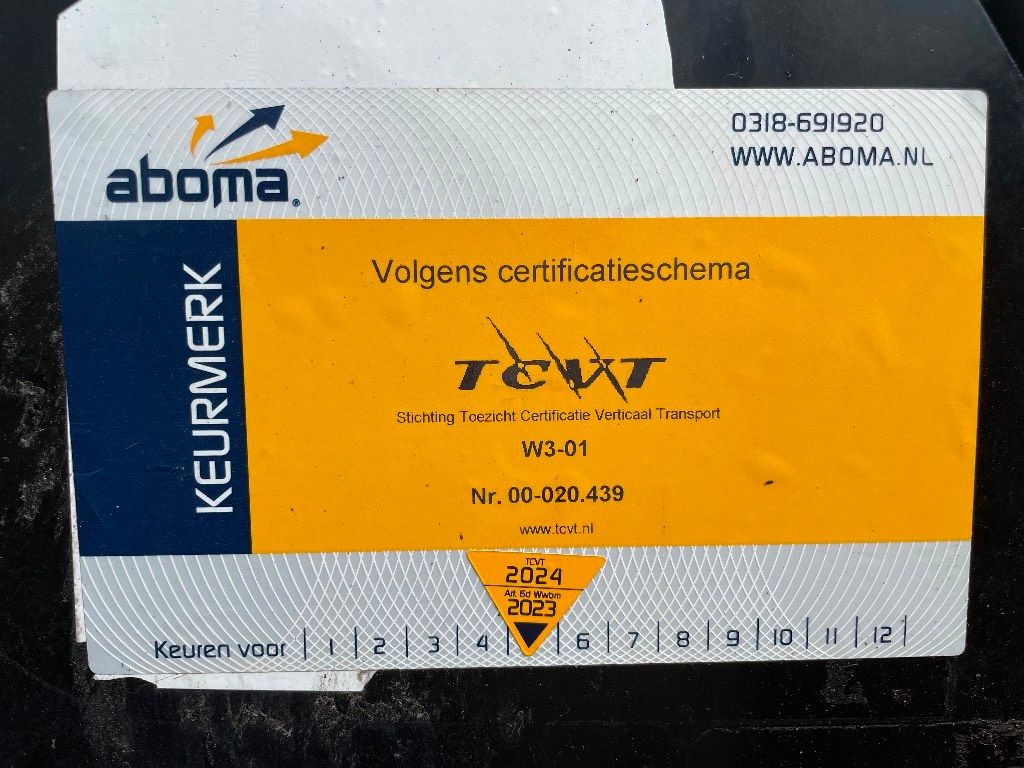 aboma®
0318-691920
WWW.ABOMA.NL
KEURMERK
Volgens certificatieschema
TCVT
Stichting Toezicht Certificatie Verticaal Transport
W3-01
Nr. 00-020.439
www.tcvt.nl
TCVT
2024
Art. 6d Wwbm
2023
Keuren voor | 1 | 2 | 3 | 4 | 6 | 7 | 8 | 9 | 10 | 11 | 12 |